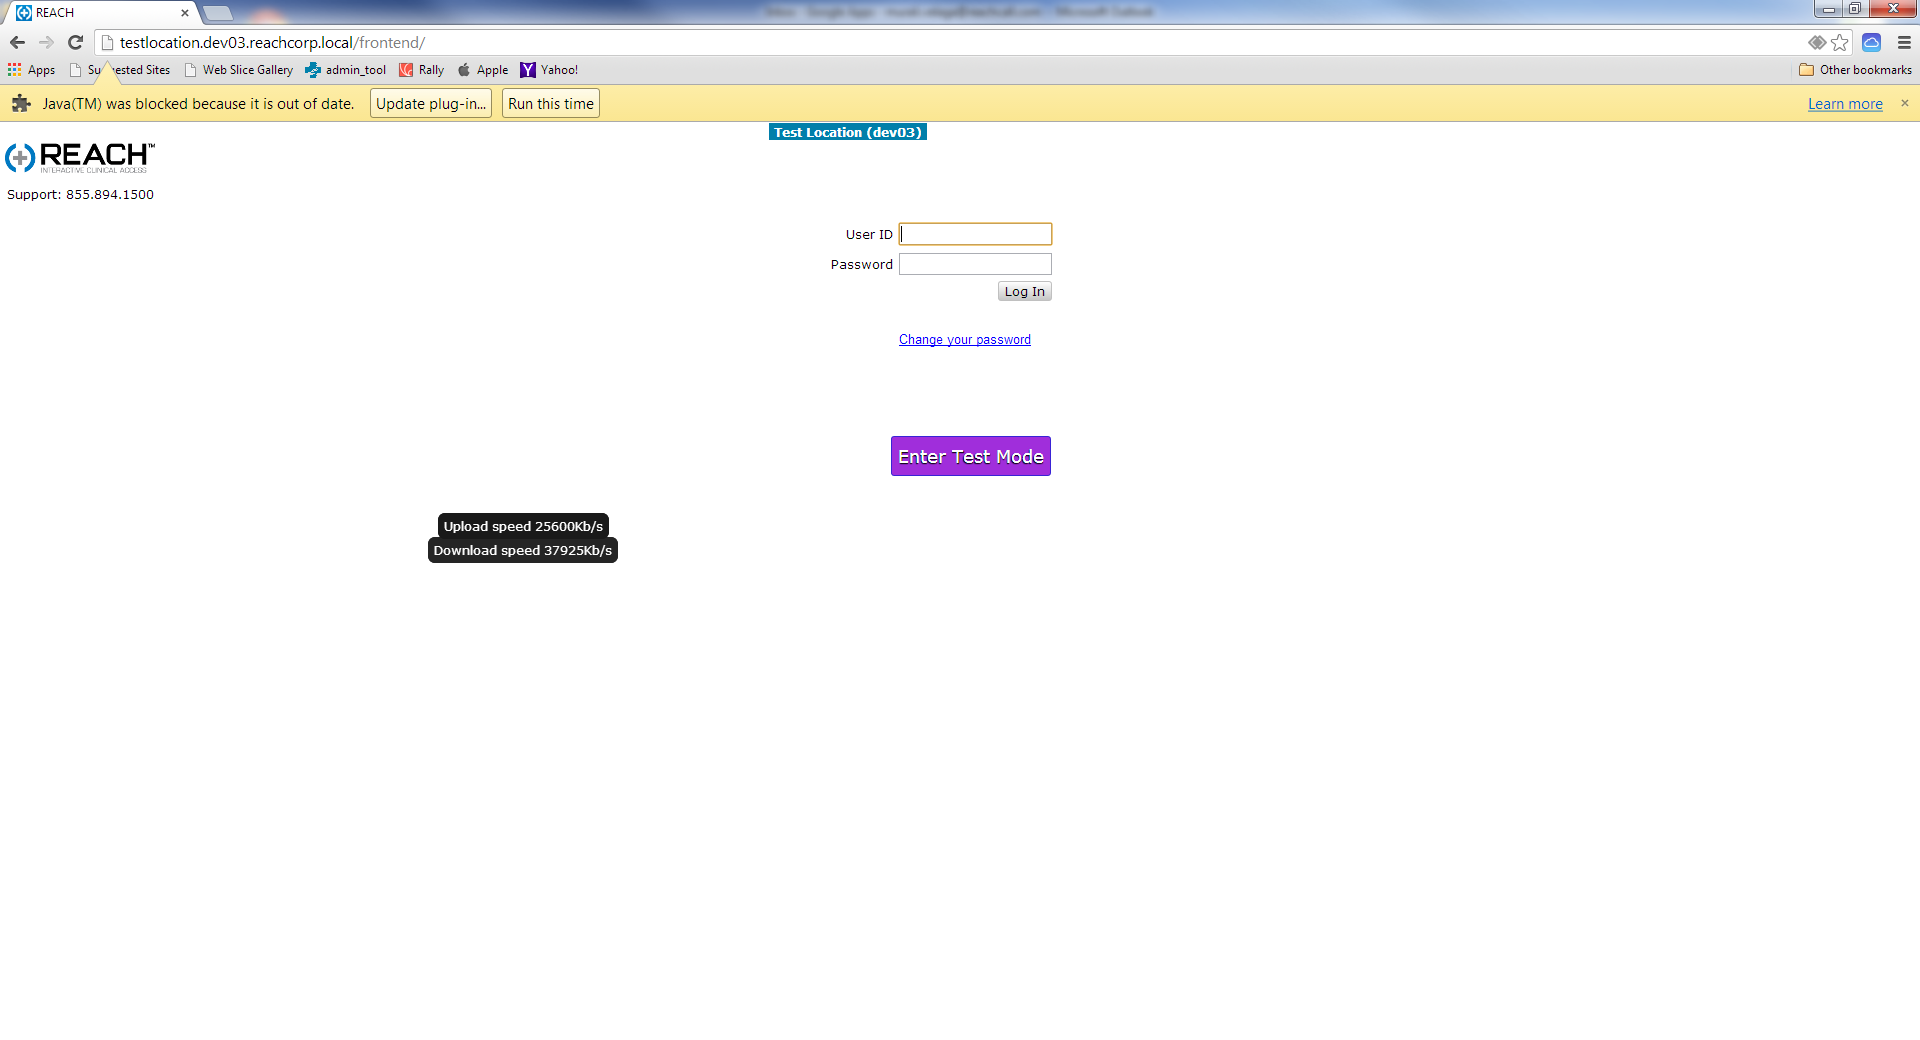 REACH
testlocation.dev03.reachcorp.local/frontend/
Apps Suggested Sites Web Slice Gallery admin_tool Rally Apple Yahoo! Other bookmarks
Java(TM) was blocked because it is out of date. Update plug-in... Run this time Learn more
Test Location (dev03)
REACH™
INTERACTIVE CLINICAL ACCESS
Support: 855.894.1500
User ID
Password
Log In
Change your password
Enter Test Mode
Upload speed 25600Kb/s
Download speed 37925Kb/s